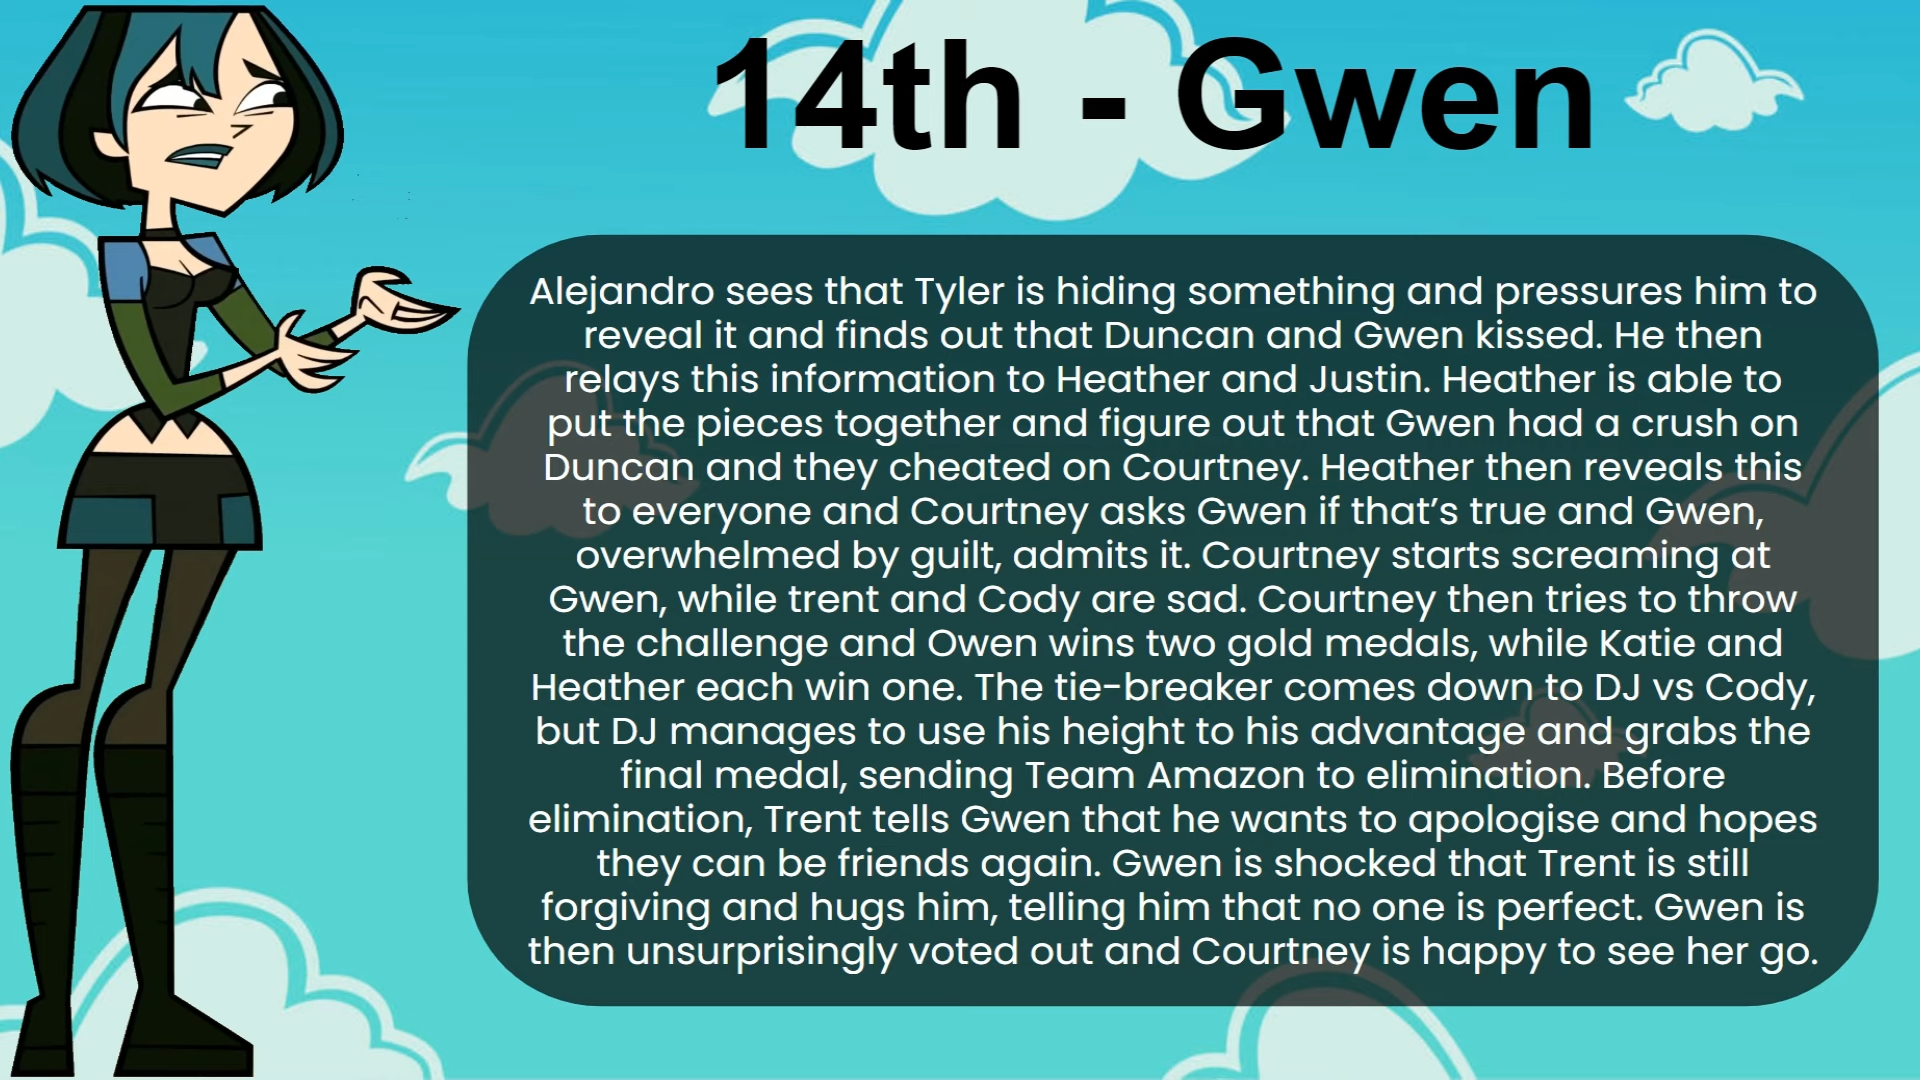 14th - Gwen
Alejandro sees that Tyler is hiding something and pressures him to
reveal it and finds out that Duncan and Gwen kissed. He then
relays this information to Heather and Justin. Heather is able to
put the pieces together and figure out that Gwen had a crush on
Duncan and they cheated on Courtney. Heather then reveals this
to everyone and Courtney asks Gwen if that’s true and Gwen,
overwhelmed by guilt, admits it. Courtney starts screaming at
Gwen, while trent and Cody are sad. Courtney then tries to throw
the challenge and Owen wins two gold medals, while Katie and
Heather each win one. The tie-breaker comes down to DJ vs Cody,
but DJ manages to use his height to his advantage and grabs the
final medal, sending Team Amazon to elimination. Before
elimination, Trent tells Gwen that he wants to apologise and hopes
they can be friends again. Gwen is shocked that Trent is still
forgiving and hugs him, telling him that no one is perfect. Gwen is
then unsurprisingly voted out and Courtney is happy to see her go.